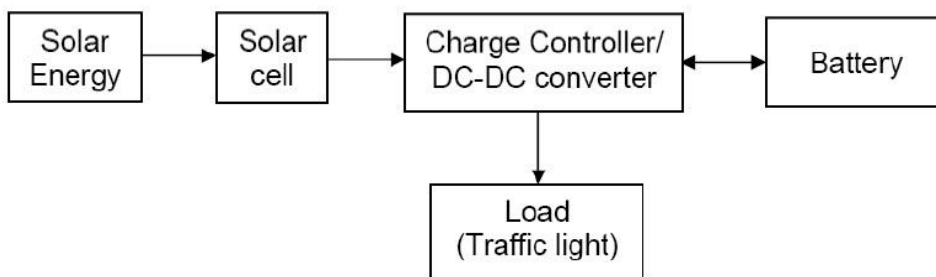 Solar
Energy
Solar
cell
Charge Controller/
DC-DC converter
Battery
Load
(Traffic light)